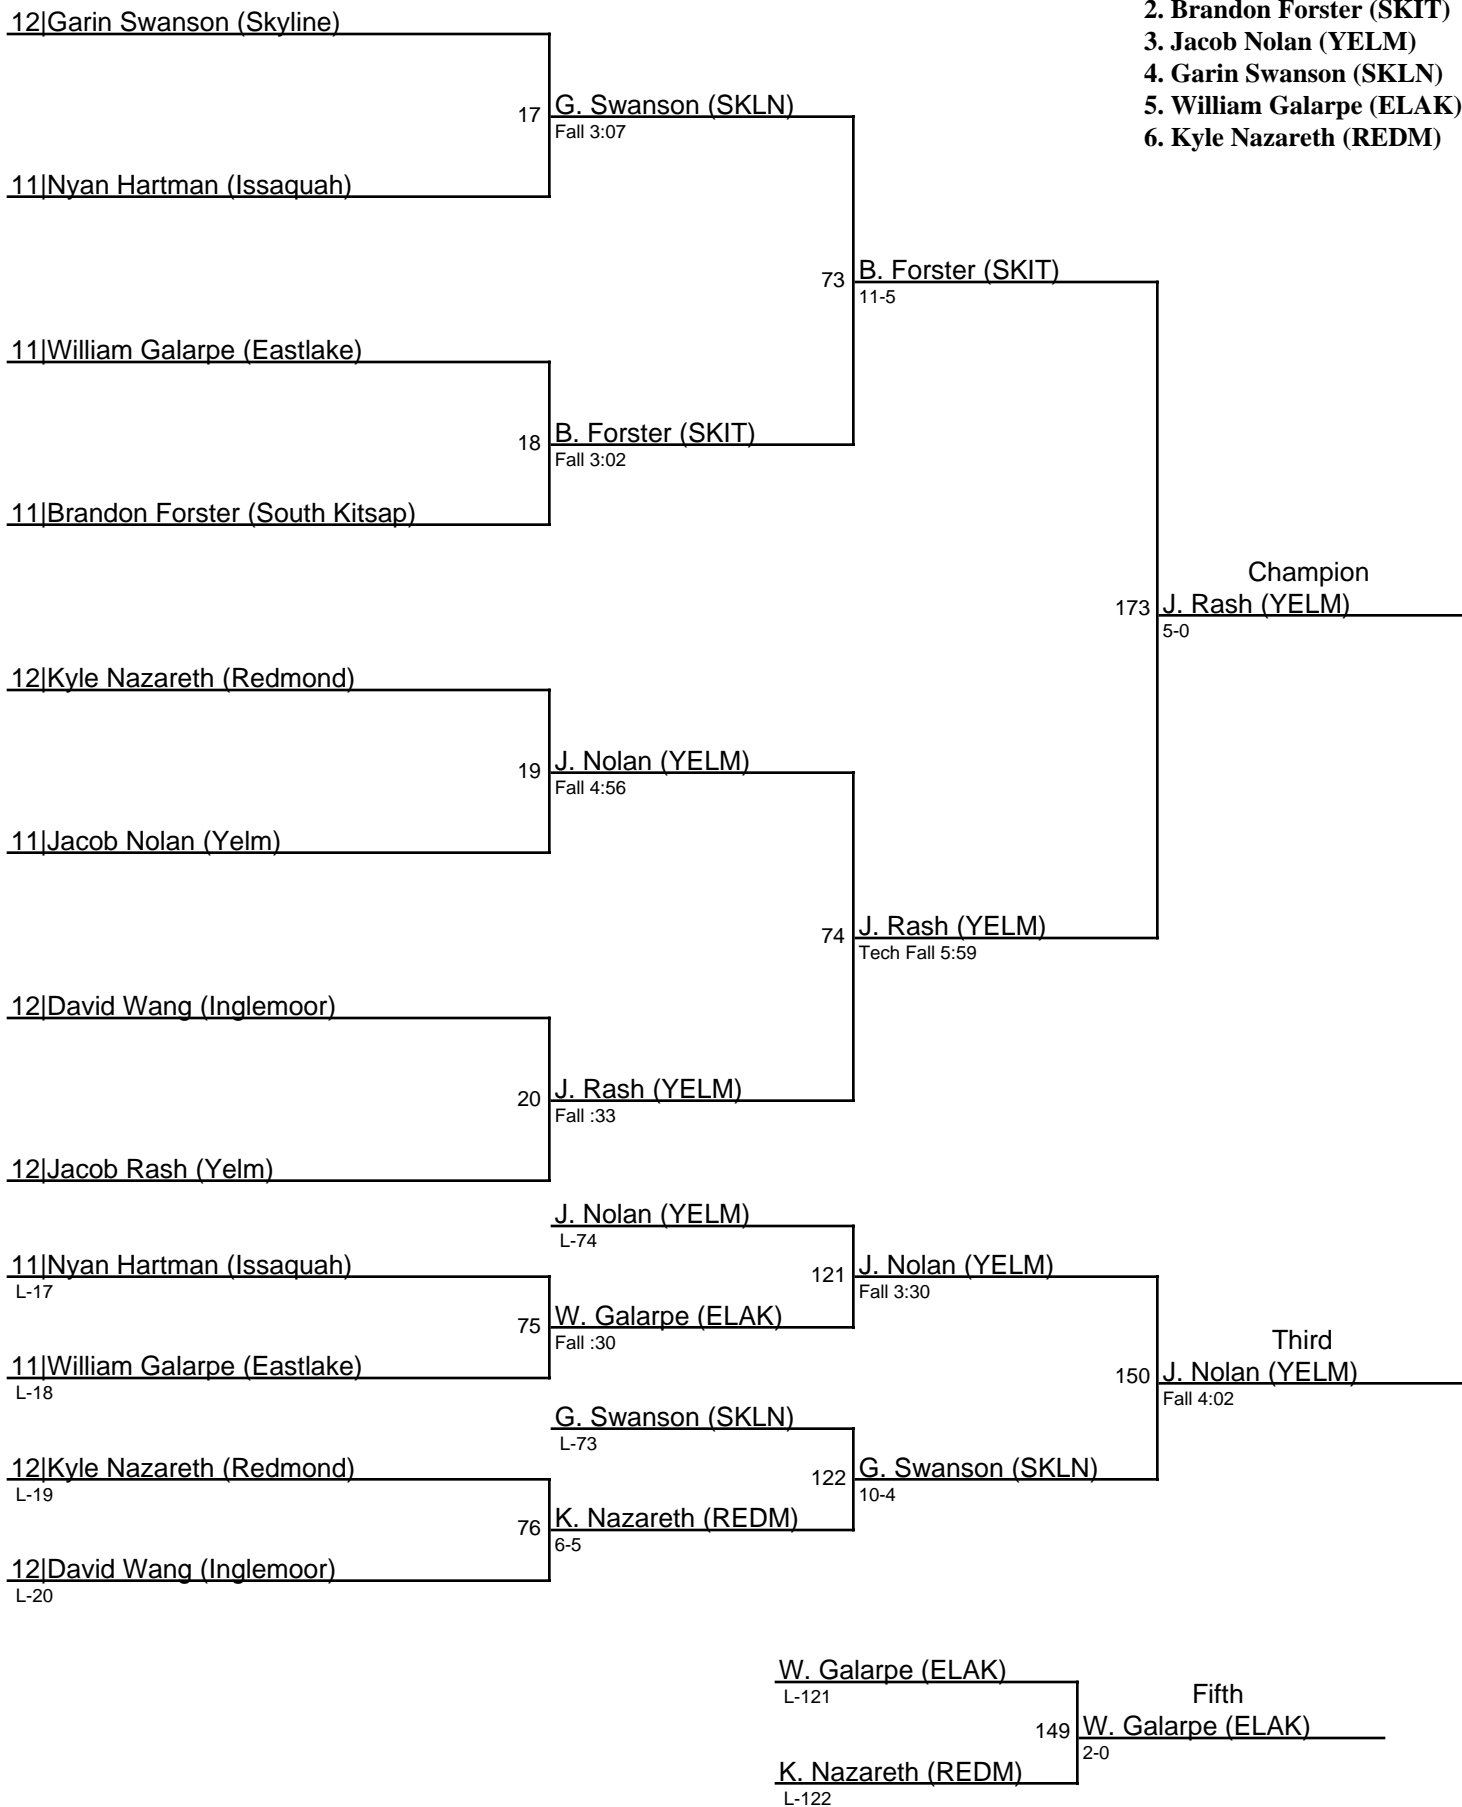 2. Brandon Forster (SKIT)
3. Jacob Nolan (YELM)
4. Garin Swanson (SKLN)
5. William Galarpe (ELAK)
6. Kyle Nazareth (REDM)
12|Garin Swanson (Skyline)
17
G. Swanson (SKLN)
Fall 3:07
11|Nyan Hartman (Issaquah)
73
B. Forster (SKIT)
11-5
11|William Galarpe (Eastlake)
18
B. Forster (SKIT)
Fall 3:02
11|Brandon Forster (South Kitsap)
Champion
173
J. Rash (YELM)
5-0
12|Kyle Nazareth (Redmond)
19
J. Nolan (YELM)
Fall 4:56
11|Jacob Nolan (Yelm)
74
J. Rash (YELM)
Tech Fall 5:59
12|David Wang (Inglemoor)
20
J. Rash (YELM)
Fall :33
12|Jacob Rash (Yelm)
J. Nolan (YELM)
L-74
11|Nyan Hartman (Issaquah)
L-17
121
J. Nolan (YELM)
Fall 3:30
75
W. Galarpe (ELAK)
Fall :30
11|William Galarpe (Eastlake)
L-18
Third
150
J. Nolan (YELM)
Fall 4:02
G. Swanson (SKLN)
L-73
12|Kyle Nazareth (Redmond)
L-19
122
G. Swanson (SKLN)
10-4
76
K. Nazareth (REDM)
6-5
12|David Wang (Inglemoor)
L-20
W. Galarpe (ELAK)
L-121
Fifth
149
W. Galarpe (ELAK)
2-0
K. Nazareth (REDM)
L-122